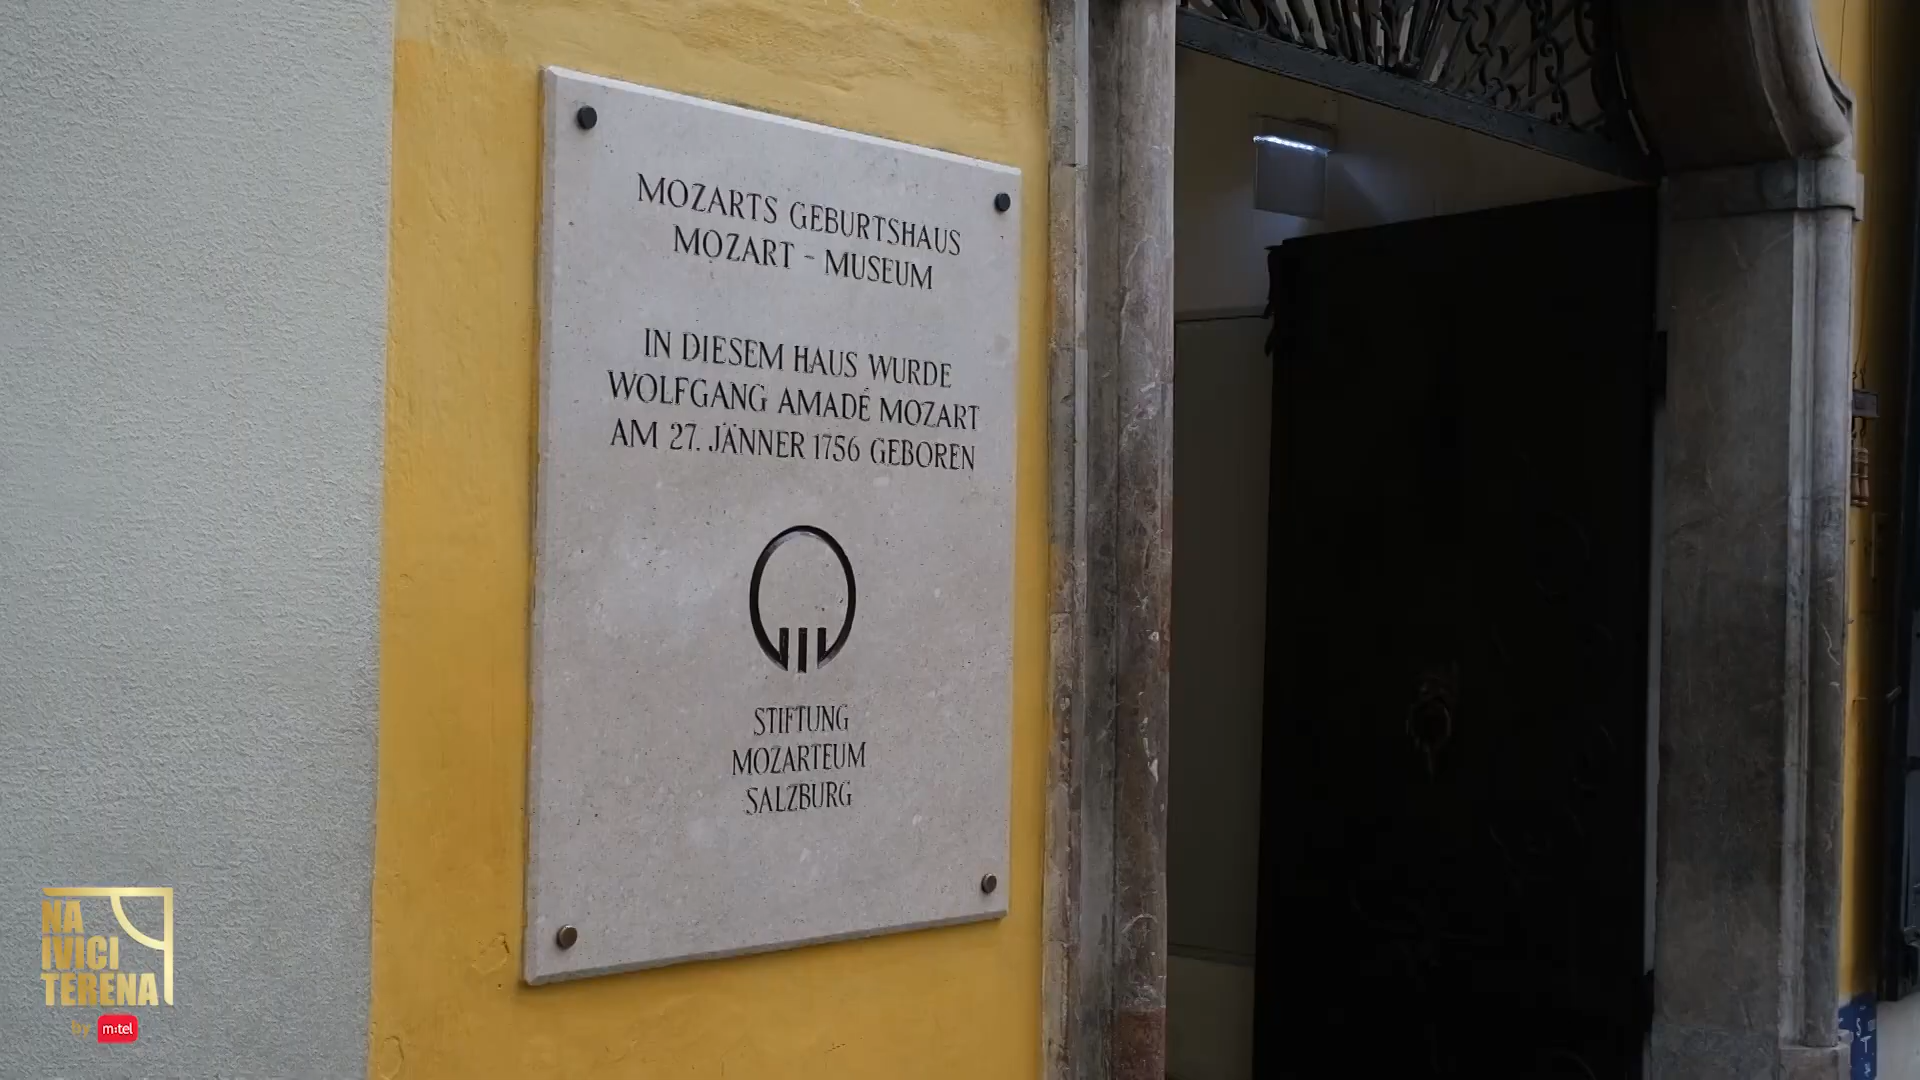 MOZARTS GEBURTSHAUS
MOZART - MUSEUM
IN DIESEM HAUS WURDE
WOLFGANG AMADÉ MOZART
AM 27. JÄNNER 1756 GEBOREN
STIFTUNG
MOZARTEUM
SALZBURG
NA
IVICI
TERENA
by m:tel